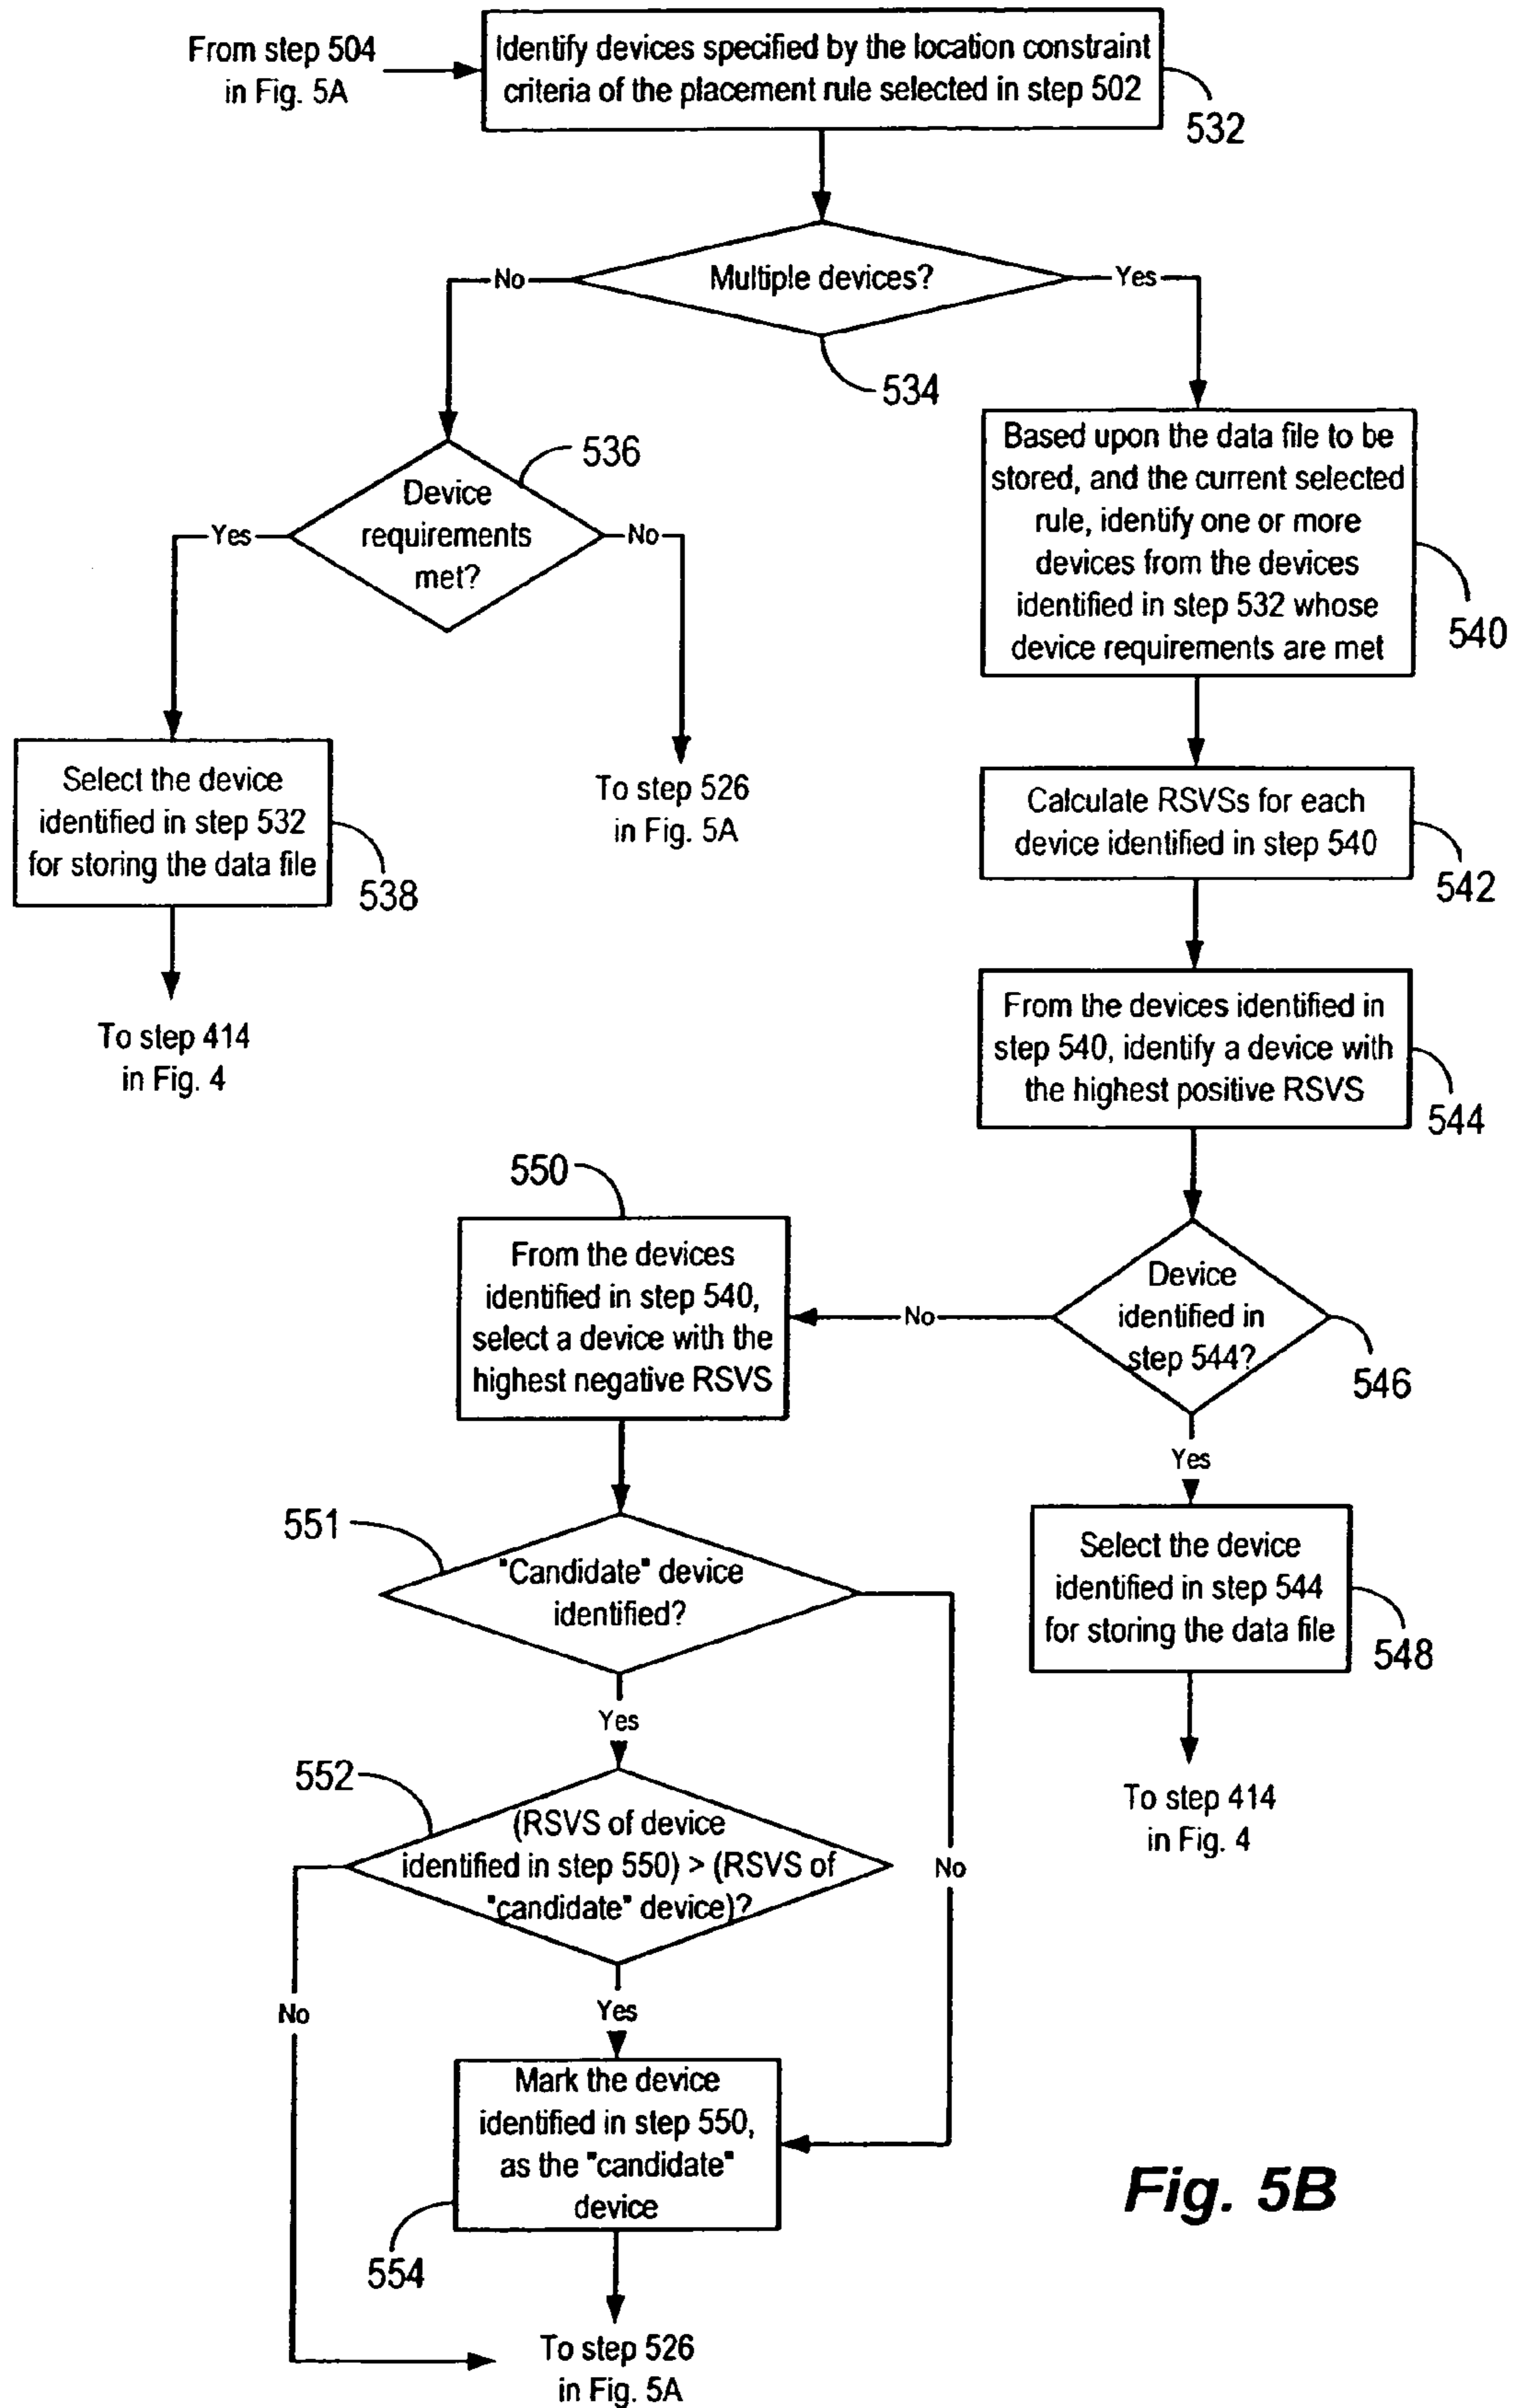 From step 504
in Fig. 5A
Identify devices specified by the location constraint
criteria of the placement rule selected in step 502
532
Multiple devices?
No
Yes
534
536
Device
requirements
met?
Yes
No
Based upon the data file to be
stored, and the current selected
rule, identify one or more
devices from the devices
identified in step 532 whose
device requirements are met
540
Select the device
identified in step 532
for storing the data file
538
To step 526
in Fig. 5A
Calculate RSVSs for each
device identified in step 540
542
To step 414
in Fig. 4
From the devices identified in
step 540, identify a device with
the highest positive RSVS
544
550
From the devices
identified in step 540,
select a device with the
highest negative RSVS
No
Device
identified in
step 544?
546
Yes
551
"Candidate" device
identified?
Select the device
identified in step 544
for storing the data file
548
Yes
To step 414
in Fig. 4
552
(RSVS of device
identified in step 550) > (RSVS of
"candidate" device)?
No
No
Yes
Mark the device
identified in step 550,
as the "candidate"
device
554
To step 526
in Fig. 5A
Fig. 5B